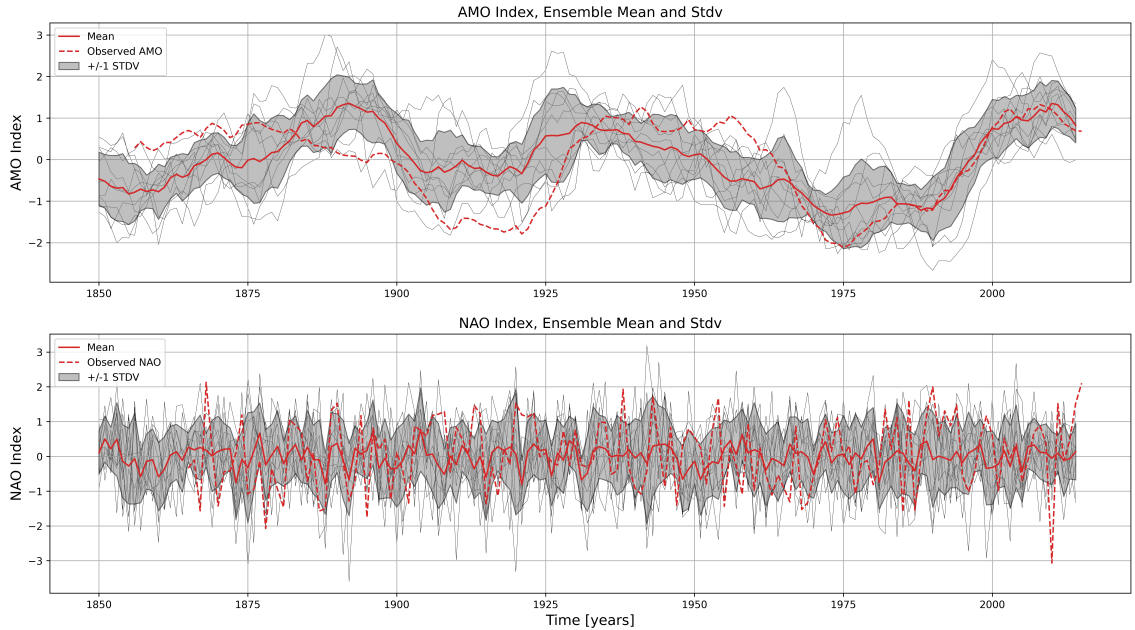 AMO Index, Ensemble Mean and Stdv
Mean
Observed AMO
+/-1 STDV
AMO Index
3
2
1
0
−1
−2
1850 1875 1900 1925 1950 1975 2000
NAO Index, Ensemble Mean and Stdv
Mean
Observed NAO
+/-1 STDV
NAO Index
3
2
1
0
−1
−2
−3
1850 1875 1900 1925 1950 1975 2000
Time [years]